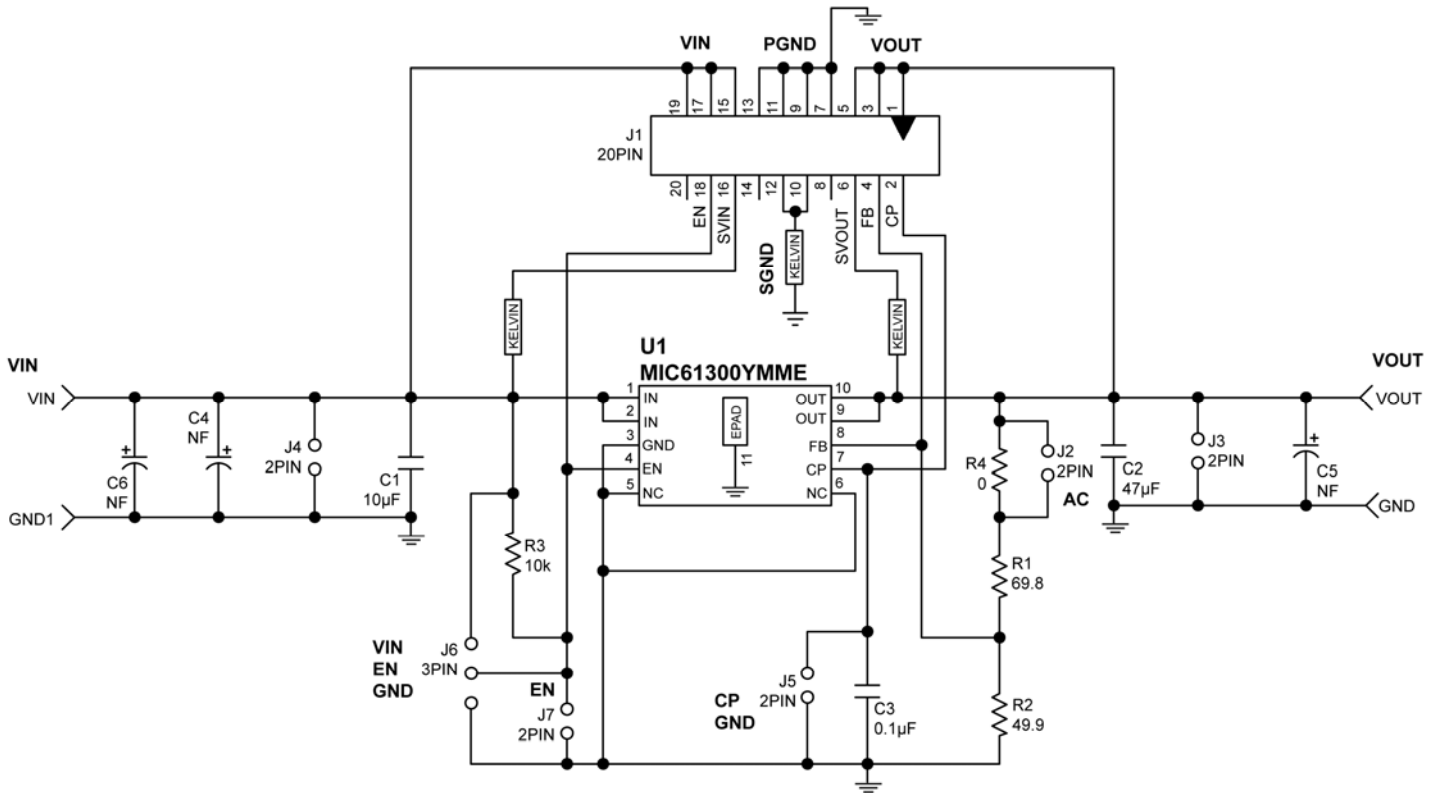 VIN
PGND
VOUT
19
17
15
13
11
9
7
5
3
1
J1
20PIN
20
18
16
14
12
10
8
6
4
2
EN
SVIN
SVOUT
FB
CP
SGND
KELVIN
KELVIN
KELVIN
U1
MIC61300YMME
VIN
VIN
GND1
C6
NF
C4
NF
J4
2PIN
C1
10µF
1
2
3
4
5
IN
IN
GND
EN
NC
EPAD
11
OUT
OUT
FB
CP
NC
10
9
8
7
6
R4
0
J2
2PIN
AC
C2
47µF
J3
2PIN
C5
NF
VOUT
VOUT
GND
R3
10k
R1
69.8
VIN
EN
GND
J6
3PIN
EN
J7
2PIN
CP
GND
J5
2PIN
C3
0.1µF
R2
49.9